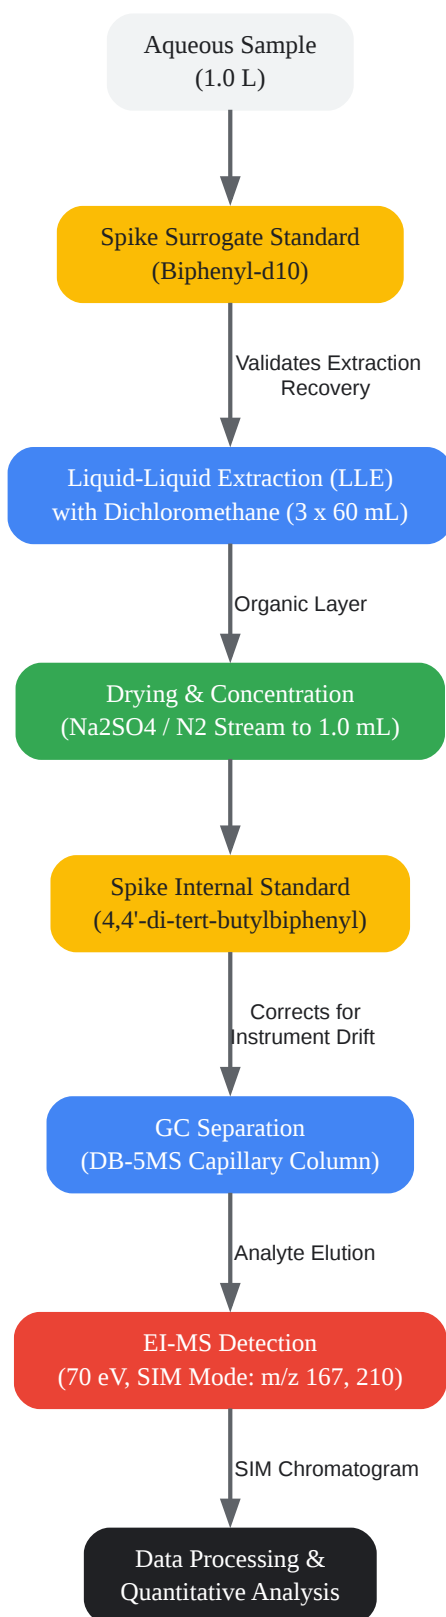 Aqueous Sample
(1.0 L)
Spike Surrogate Standard
(Biphenyl-d10)
Validates Extraction
Recovery
Liquid-Liquid Extraction (LLE)
with Dichloromethane (3 x 60 mL)
Organic Layer
Drying & Concentration
(Na2SO4 / N2 Stream to 1.0 mL)
Spike Internal Standard
(4,4'-di-tert-butylbiphenyl)
Corrects for
Instrument Drift
GC Separation
(DB-5MS Capillary Column)
Analyte Elution
EI-MS Detection
(70 eV, SIM Mode: m/z 167, 210)
SIM Chromatogram
Data Processing &
Quantitative Analysis